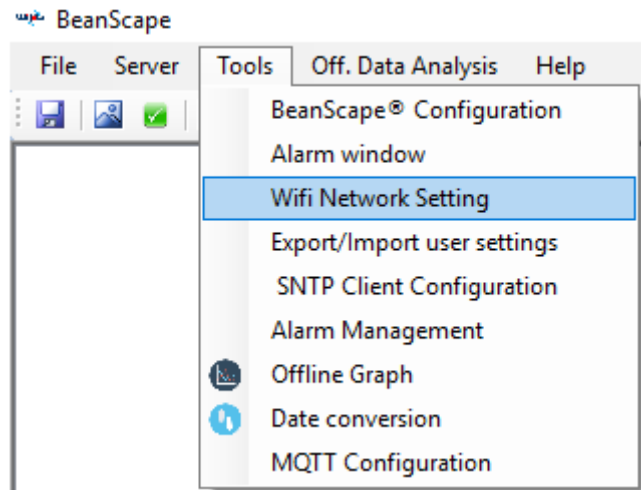 BeanScape
File Server Tools Off. Data Analysis Help
BeanScape® Configuration
Alarm window
Wifi Network Setting
Export/Import user settings
SNTP Client Configuration
Alarm Management
Offline Graph
Date conversion
MQTT Configuration